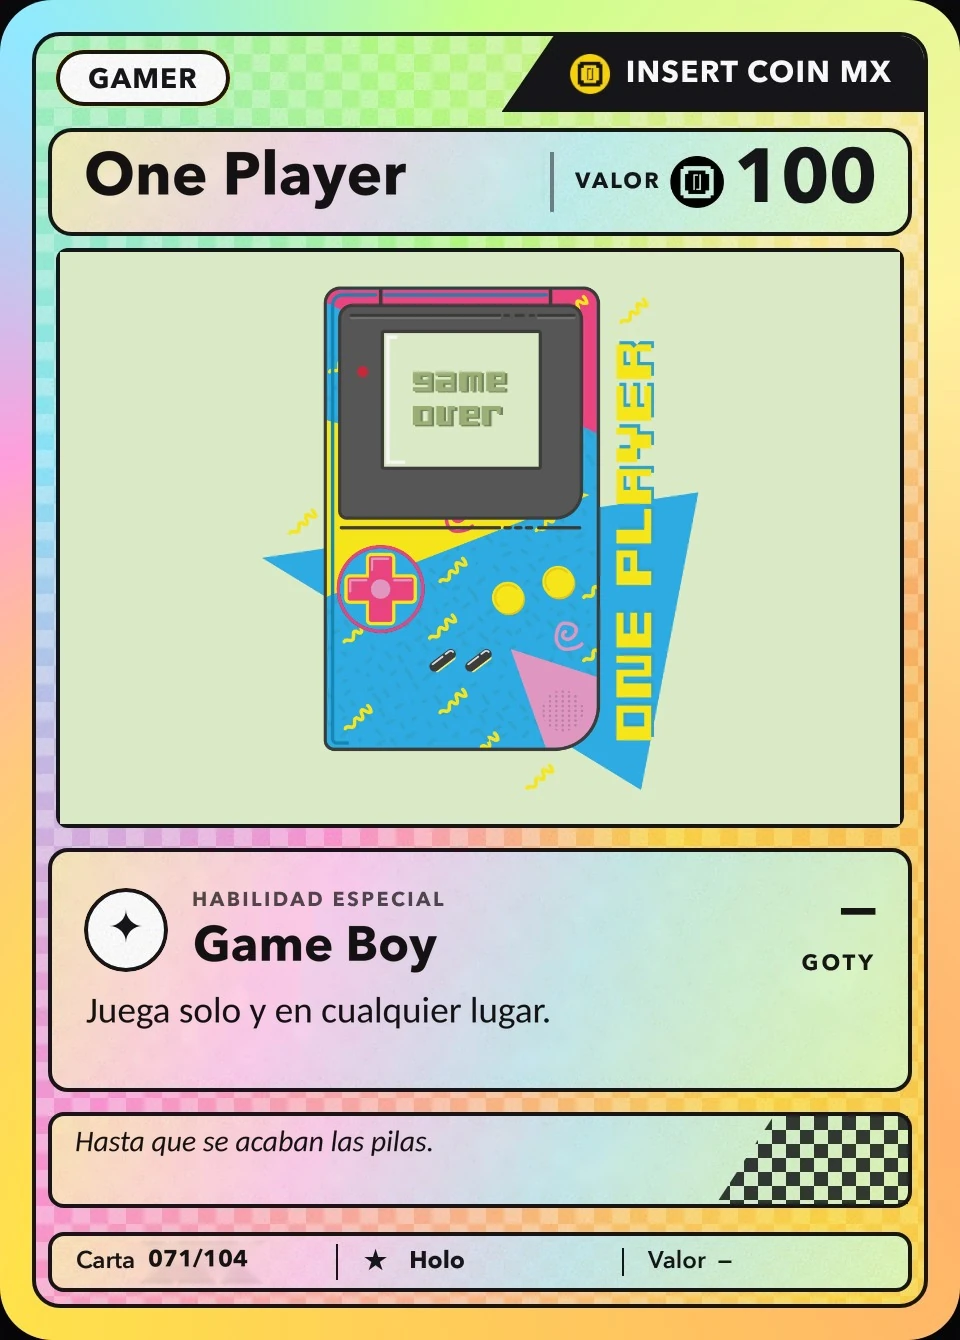 GAMER
INSERT COIN MX
One Player
VALOR 100
game
over
ONE PLAYER
HABILIDAD ESPECIAL
Game Boy
–
GOTY
Juega solo y en cualquier lugar.
Hasta que se acaban las pilas.
Carta 071/104
★ Holo
Valor –